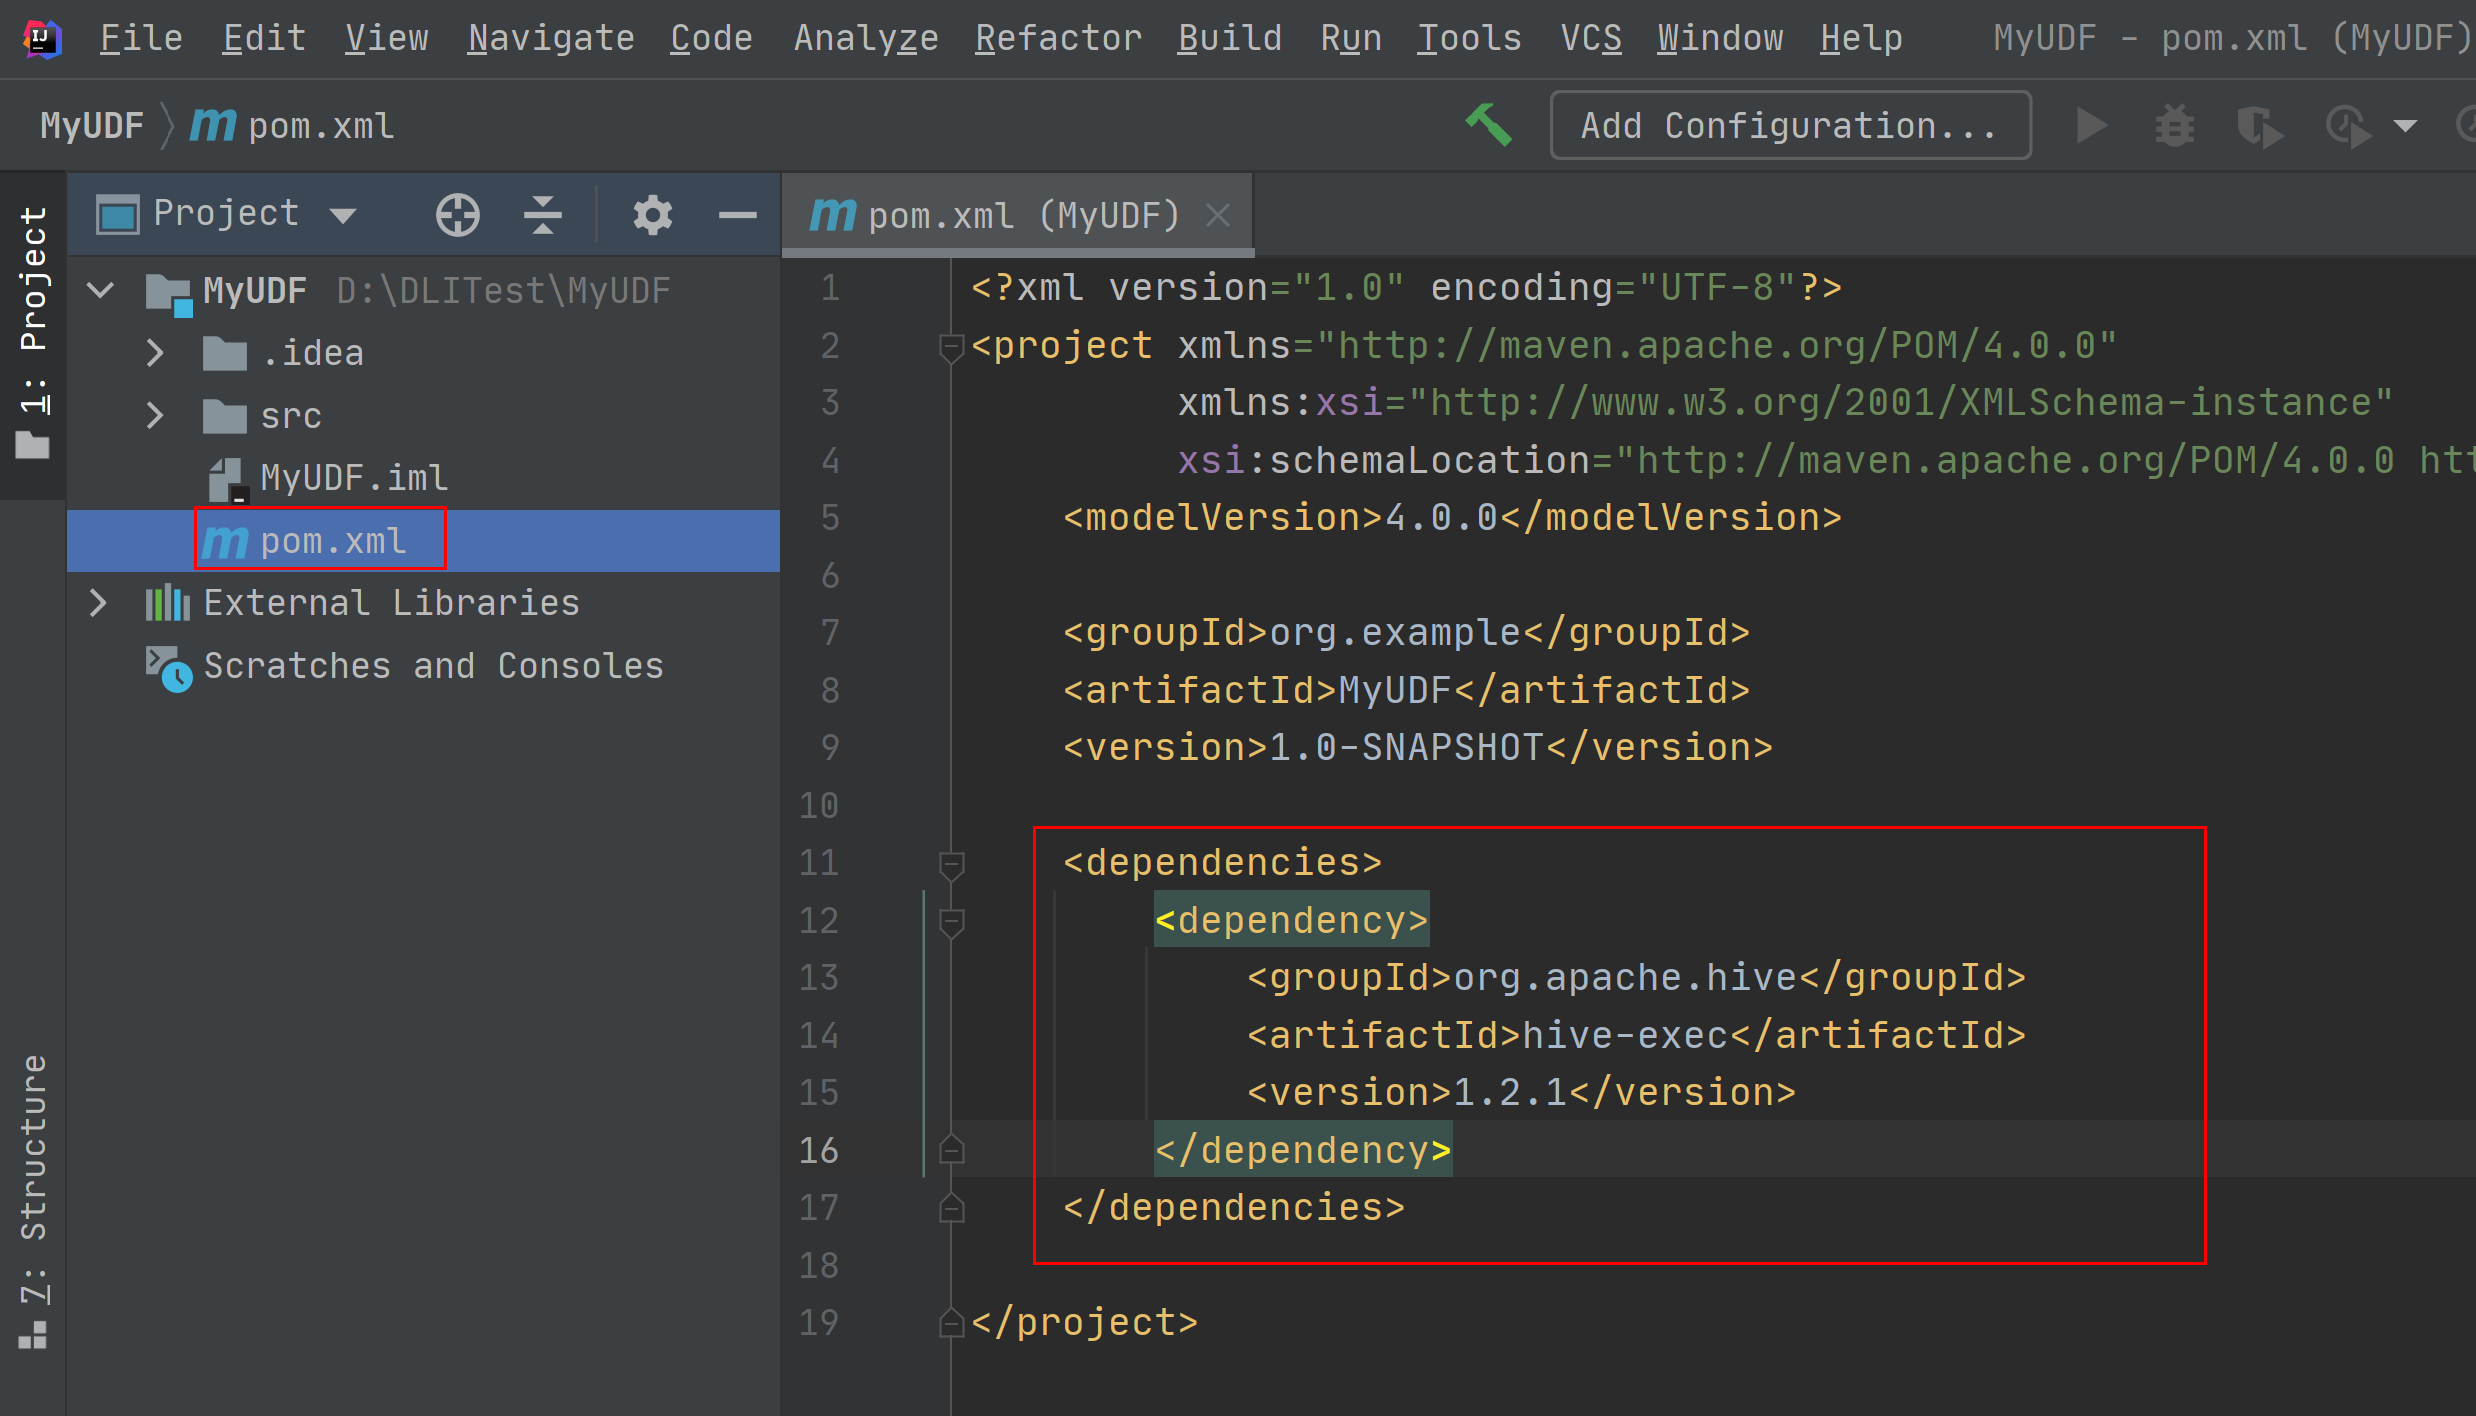 IJ File Edit View Navigate Code Analyze Refactor Build Run Tools VCS Window Help MyUDF - pom.xml (MyUDF)
MyUDF m pom.xml Add Configuration...
1: Project
7: Structure
Project
MyUDF D:\DLITest\MyUDF
.idea
src
MyUDF.iml
m pom.xml
External Libraries
Scratches and Consoles
m pom.xml (MyUDF)
1 <?xml version="1.0" encoding="UTF-8"?>
2 <project xmlns="http://maven.apache.org/POM/4.0.0"
3 xmlns:xsi="http://www.w3.org/2001/XMLSchema-instance"
4 xsi:schemaLocation="http://maven.apache.org/POM/4.0.0
5 <modelVersion>4.0.0</modelVersion>
6
7 <groupId>org.example</groupId>
8 <artifactId>MyUDF</artifactId>
9 <version>1.0-SNAPSHOT</version>
10
11 <dependencies>
12 <dependency>
13 <groupId>org.apache.hive</groupId>
14 <artifactId>hive-exec</artifactId>
15 <version>1.2.1</version>
16 </dependency>
17 </dependencies>
18
19 </project>